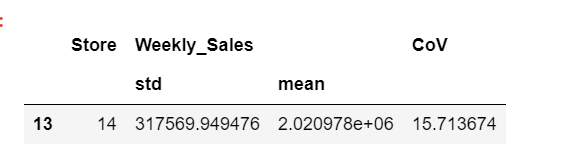 Store Weekly_Sales CoV
std mean
13 14 317569.949476 2.020978e+06 15.713674